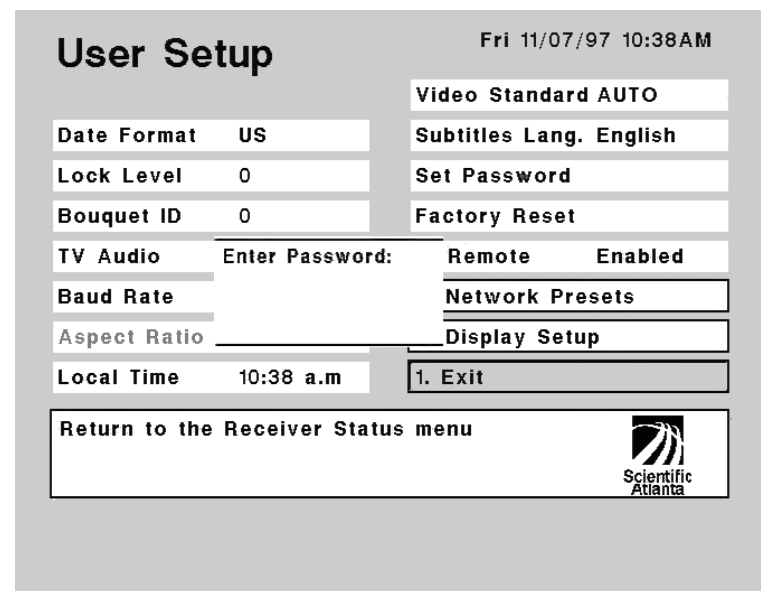 User Setup
Fri 11/07/97 10:38AM
Video Standard AUTO
Date Format US
Subtitles Lang. English
Lock Level 0
Set Password
Bouquet ID 0
Factory Reset
TV Audio
Enter Password:
Remote Enabled
Baud Rate
Network Presets
Aspect Ratio
Display Setup
Local Time 10:38 a.m
1. Exit
Return to the Receiver Status menu
Scientific
Atlanta